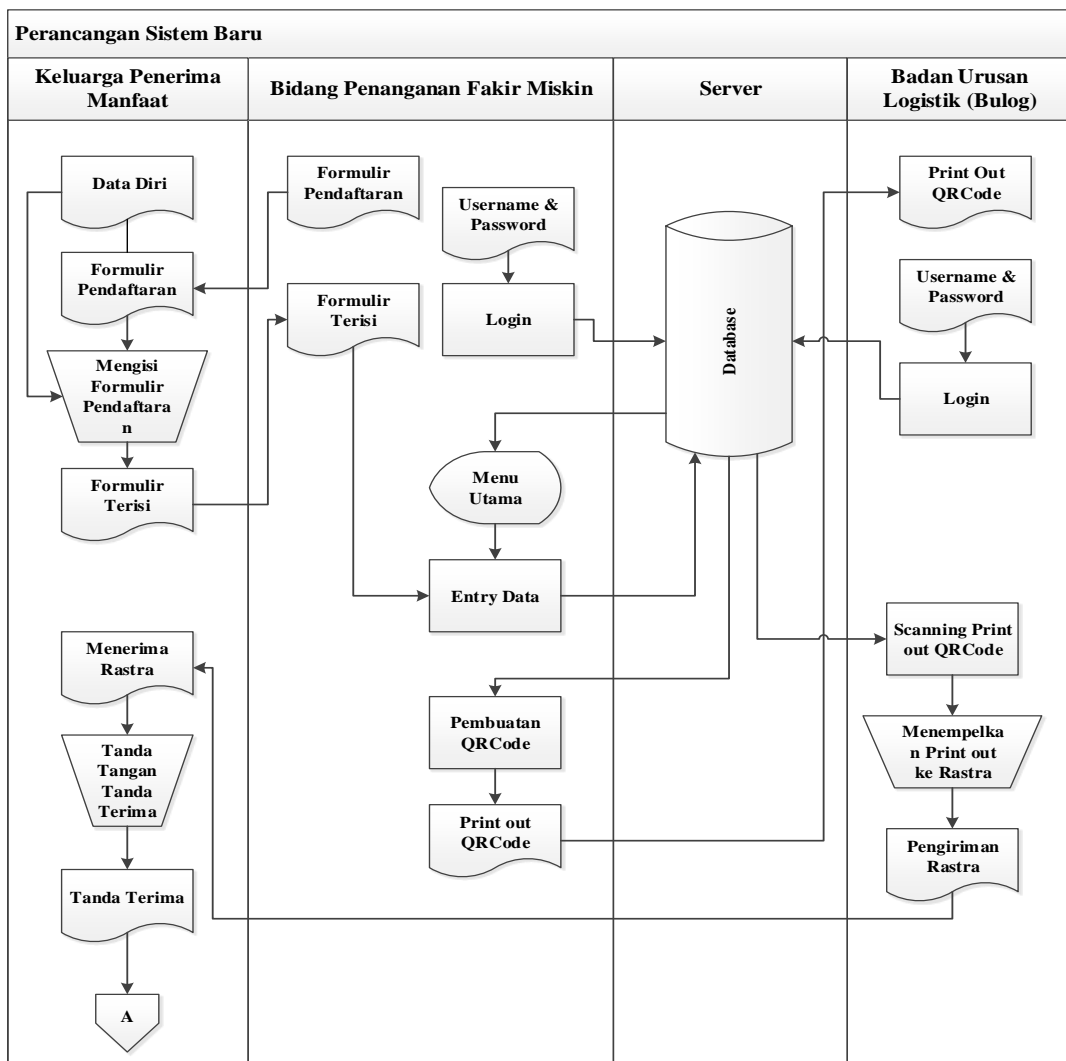 Perancangan Sistem Baru
Keluarga Penerima
Manfaat
Bidang Penanganan Fakir Miskin
Server
Badan Urusan
Logistik (Bulog)
Data Diri
Formulir
Pendaftaran
Mengisi
Formulir
Pendaftara
n
Formulir
Terisi
Menerima
Rastra
Tanda
Tangan
Tanda
Terima
Tanda Terima
A
Formulir
Pendaftaran
Username &
Password
Formulir
Terisi
Login
Menu
Utama
Entry Data
Pembuatan
QRCode
Print out
QRCode
Database
Print Out
QRCode
Username &
Password
Login
Scanning Print
out QRCode
Menempelka
n Print out
ke Rastra
Pengiriman
Rastra